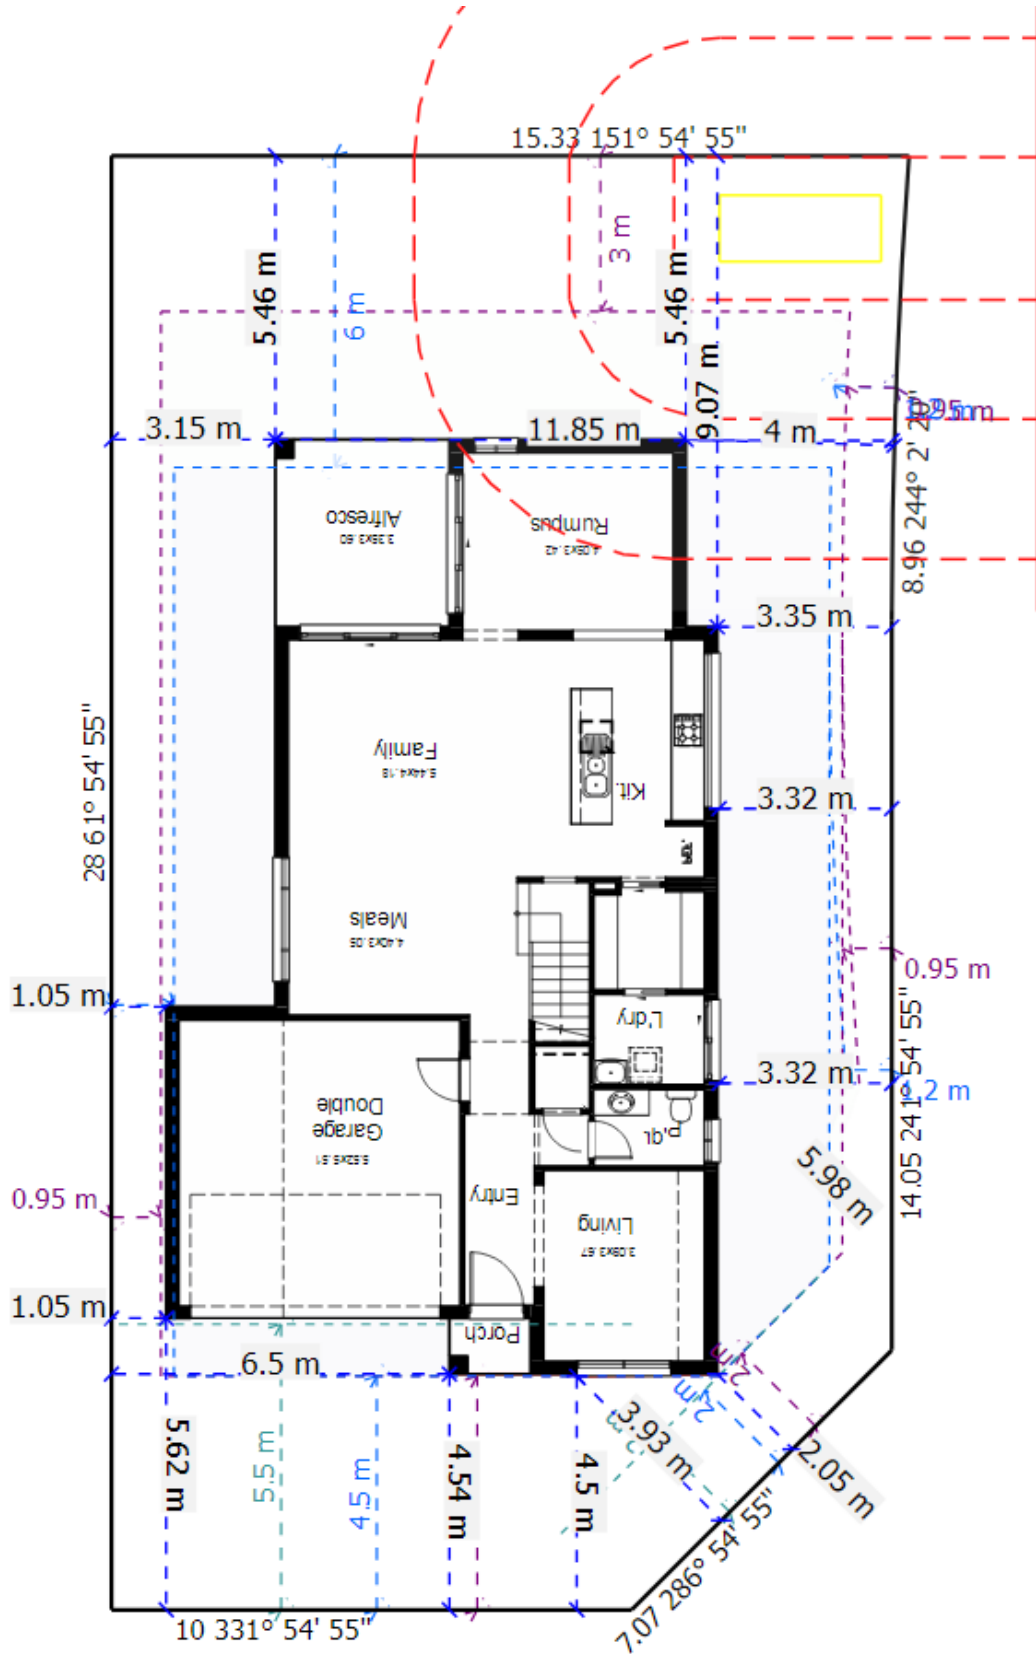 15.33 151° 54' 55"
3 m
5.46 m
6 m
5.46 m
9.07 m
0.95 m
3.15 m
11.85 m
4 m
8.96 244° 2' 20"
Alfresco
Rumpus
3.35 m
28 61° 54' 55"
Family
Kit.
3.32 m
Meals
0.95 m
1.05 m
L'dry
3.32 m
1.2 m
14.05 241° 54' 55"
Double
Garage
5.98 m
0.95 m
Entry
Living
3.09x3.67
1.05 m
Porch
6.5 m
2 m
2 m
5.62 m
5.5 m
4.5 m
4.54 m
4.5 m
3.93 m
2.05 m
10 331° 54' 55"
7.07 286° 54' 55"